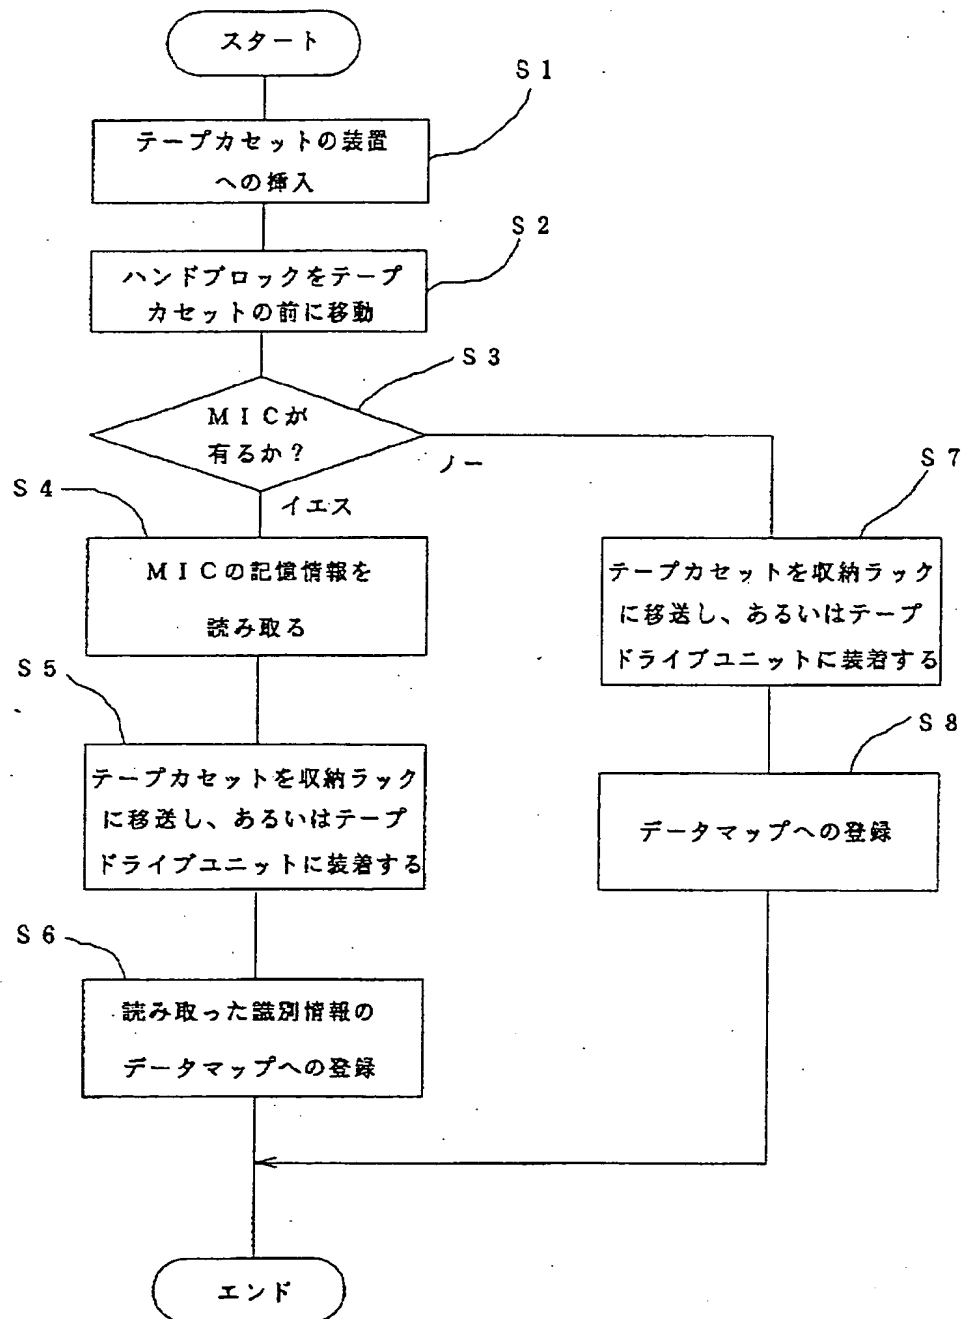 スタート
S1
テープカセットの装置
への挿入
S2
ハンドブロックをテープ
カセットの前に移動
S3
MICが
有るか？
ノー
イエス
S4
MICの記憶情報を
読み取る
S5
テープカセットを収納ラック
に移送し、あるいはテープ
ドライブユニットに装着する
S6
読み取った識別情報の
データマップへの登録
S7
テープカセットを収納ラック
に移送し、あるいはテープ
ドライブユニットに装着する
S8
データマップへの登録
エンド